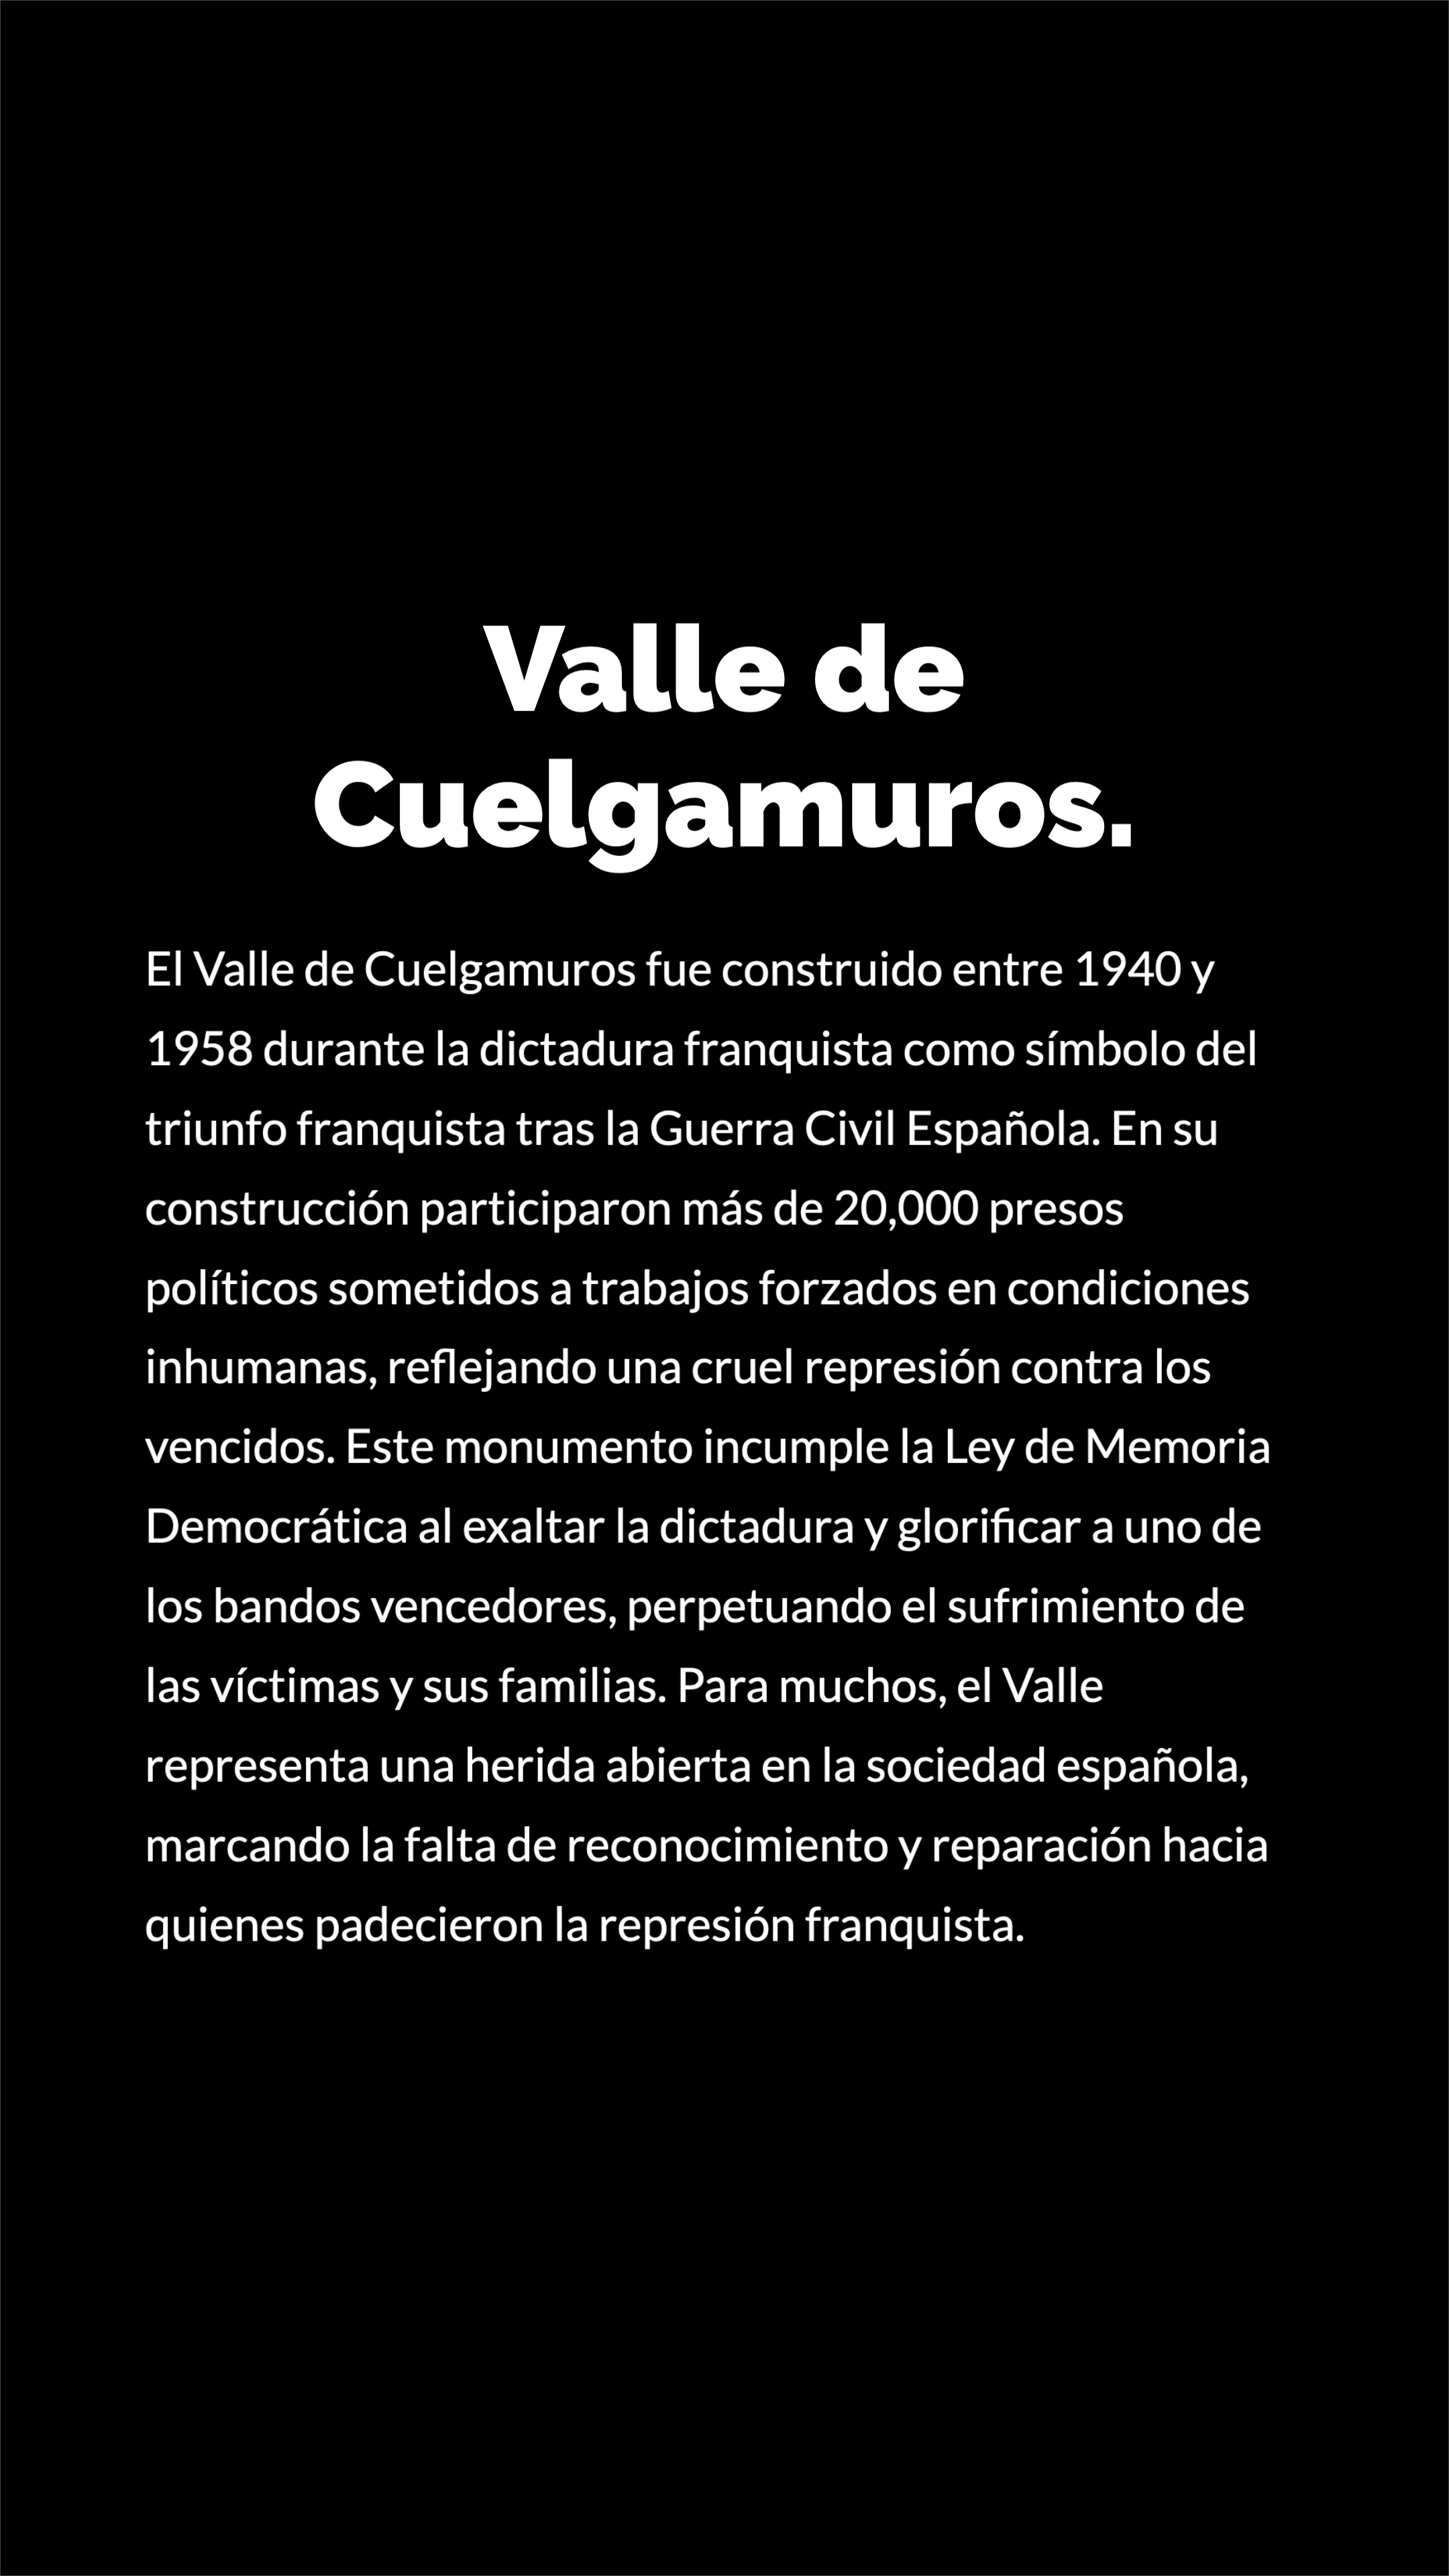 Valle de
Cuelgamuros.
El Valle de Cuelgamuros fue construido entre 1940 y
1958 durante la dictadura franquista como símbolo del
triunfo franquista tras la Guerra Civil Española. En su
construcción participaron más de 20,000 presos
políticos sometidos a trabajos forzados en condiciones
inhumanas, reflejando una cruel represión contra los
vencidos. Este monumento incumple la Ley de Memoria
Democrática al exaltar la dictadura y glorificar a uno de
los bandos vencedores, perpetuando el sufrimiento de
las víctimas y sus familias. Para muchos, el Valle
representa una herida abierta en la sociedad española,
marcando la falta de reconocimiento y reparación hacia
quienes padecieron la represión franquista.